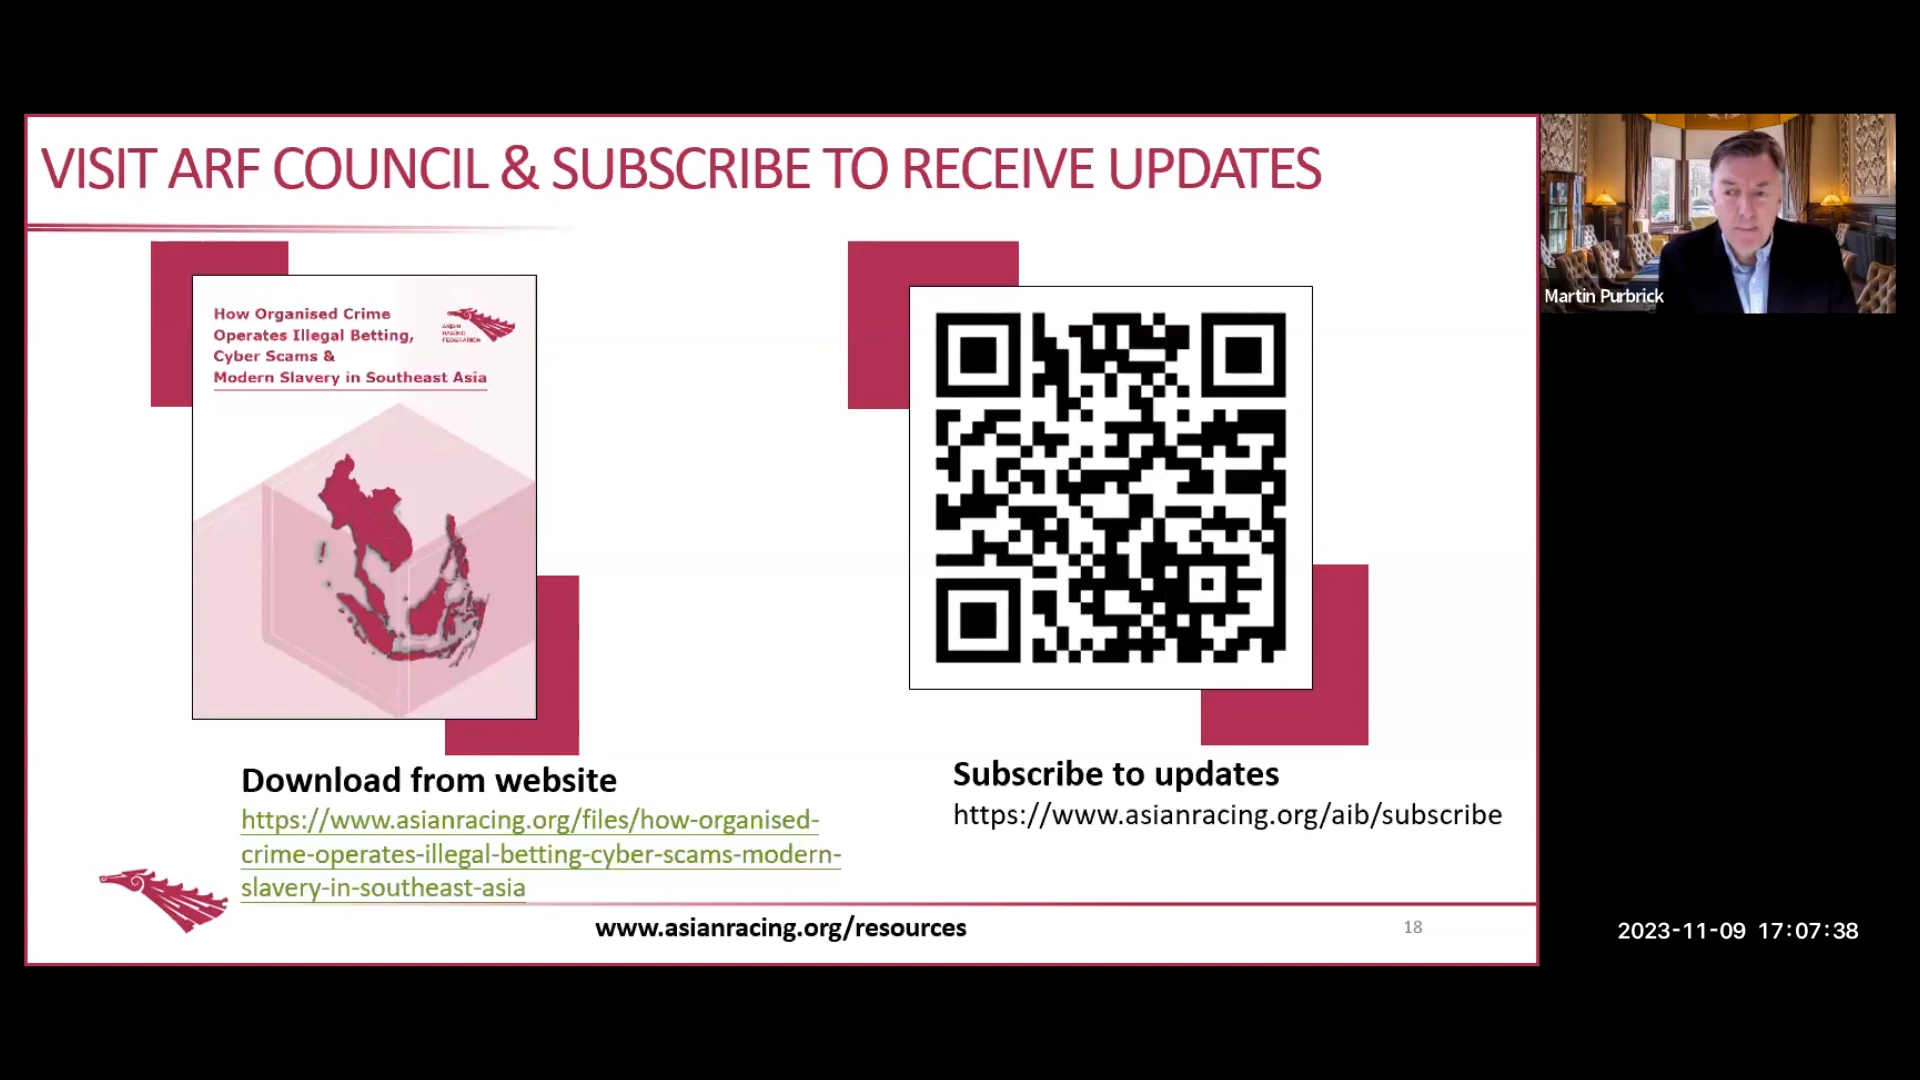 VISIT ARF COUNCIL & SUBSCRIBE TO RECEIVE UPDATES
How Organised Crime
Operates Illegal Betting,
Cyber Scams &
Modern Slavery in Southeast Asia
ASIAN
RACING
FEDERATION
Download from website
https://www.asianracing.org/files/how-organised-
crime-operates-illegal-betting-cyber-scams-modern-
slavery-in-southeast-asia
Subscribe to updates
https://www.asianracing.org/aib/subscribe
www.asianracing.org/resources
18
Martin Purbrick
2023-11-09 17:07:38